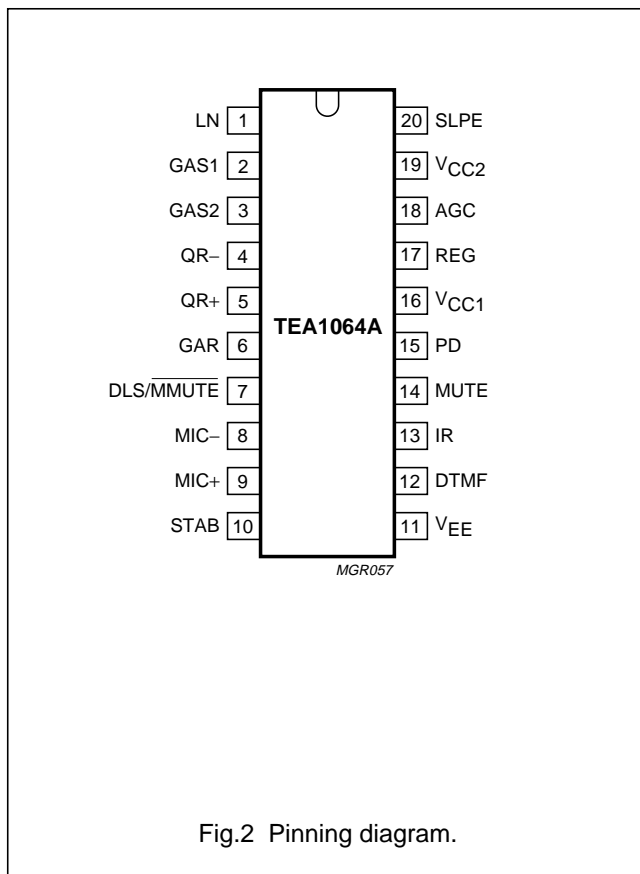 LN 1 20 SLPE
GAS1 2 19 VCC2
GAS2 3 18 AGC
QR− 4 17 REG
QR+ 5 16 VCC1
TEA1064A
GAR 6 15 PD
DLS/MMUTE 7 14 MUTE
MIC− 8 13 IR
MIC+ 9 12 DTMF
STAB 10 11 VEE
MGR057
Fig.2 Pinning diagram.